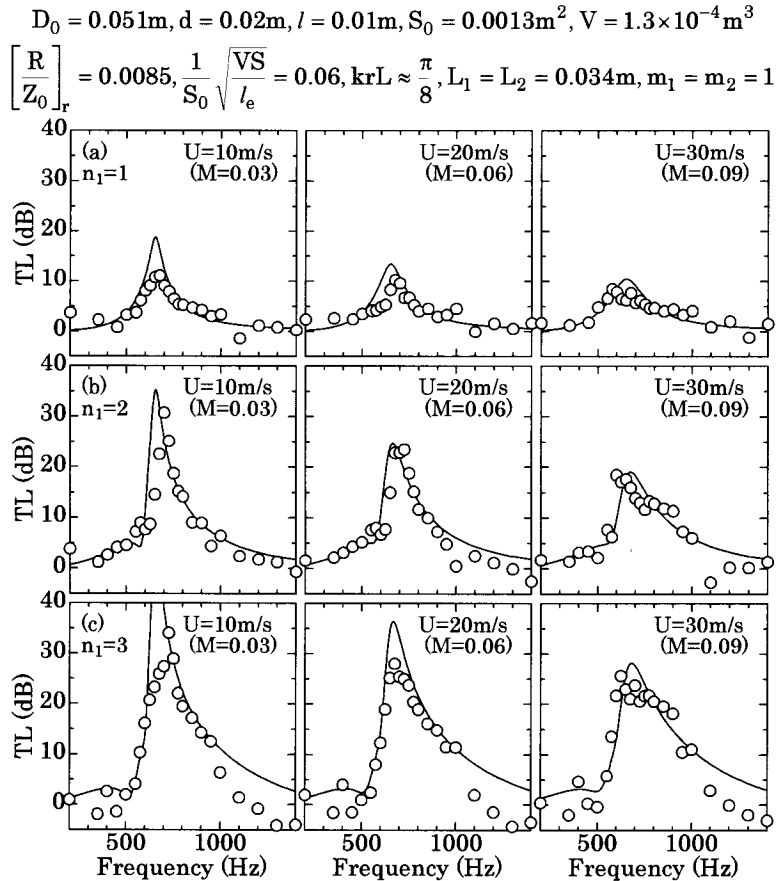 D₀ = 0.051m, d = 0.02m, l = 0.01m, S₀ = 0.0013m², V = 1.3×10⁻⁴ m³
[R/Z₀]ᵣ = 0.0085, 1/S₀ √(VS/lₑ) = 0.06, krL ≈ π/8, L₁ = L₂ = 0.034m, m₁ = m₂ = 1
40
30
20
10
0
TL (dB)
(a)
n₁=1
U=10m/s
(M=0.03)
U=20m/s
(M=0.06)
U=30m/s
(M=0.09)
40
30
20
10
0
TL (dB)
(b)
n₁=2
U=10m/s
(M=0.03)
U=20m/s
(M=0.06)
U=30m/s
(M=0.09)
40
30
20
10
0
TL (dB)
(c)
n₁=3
U=10m/s
(M=0.03)
U=20m/s
(M=0.06)
U=30m/s
(M=0.09)
500 1000 500 1000 500 1000
Frequency (Hz) Frequency (Hz) Frequency (Hz)